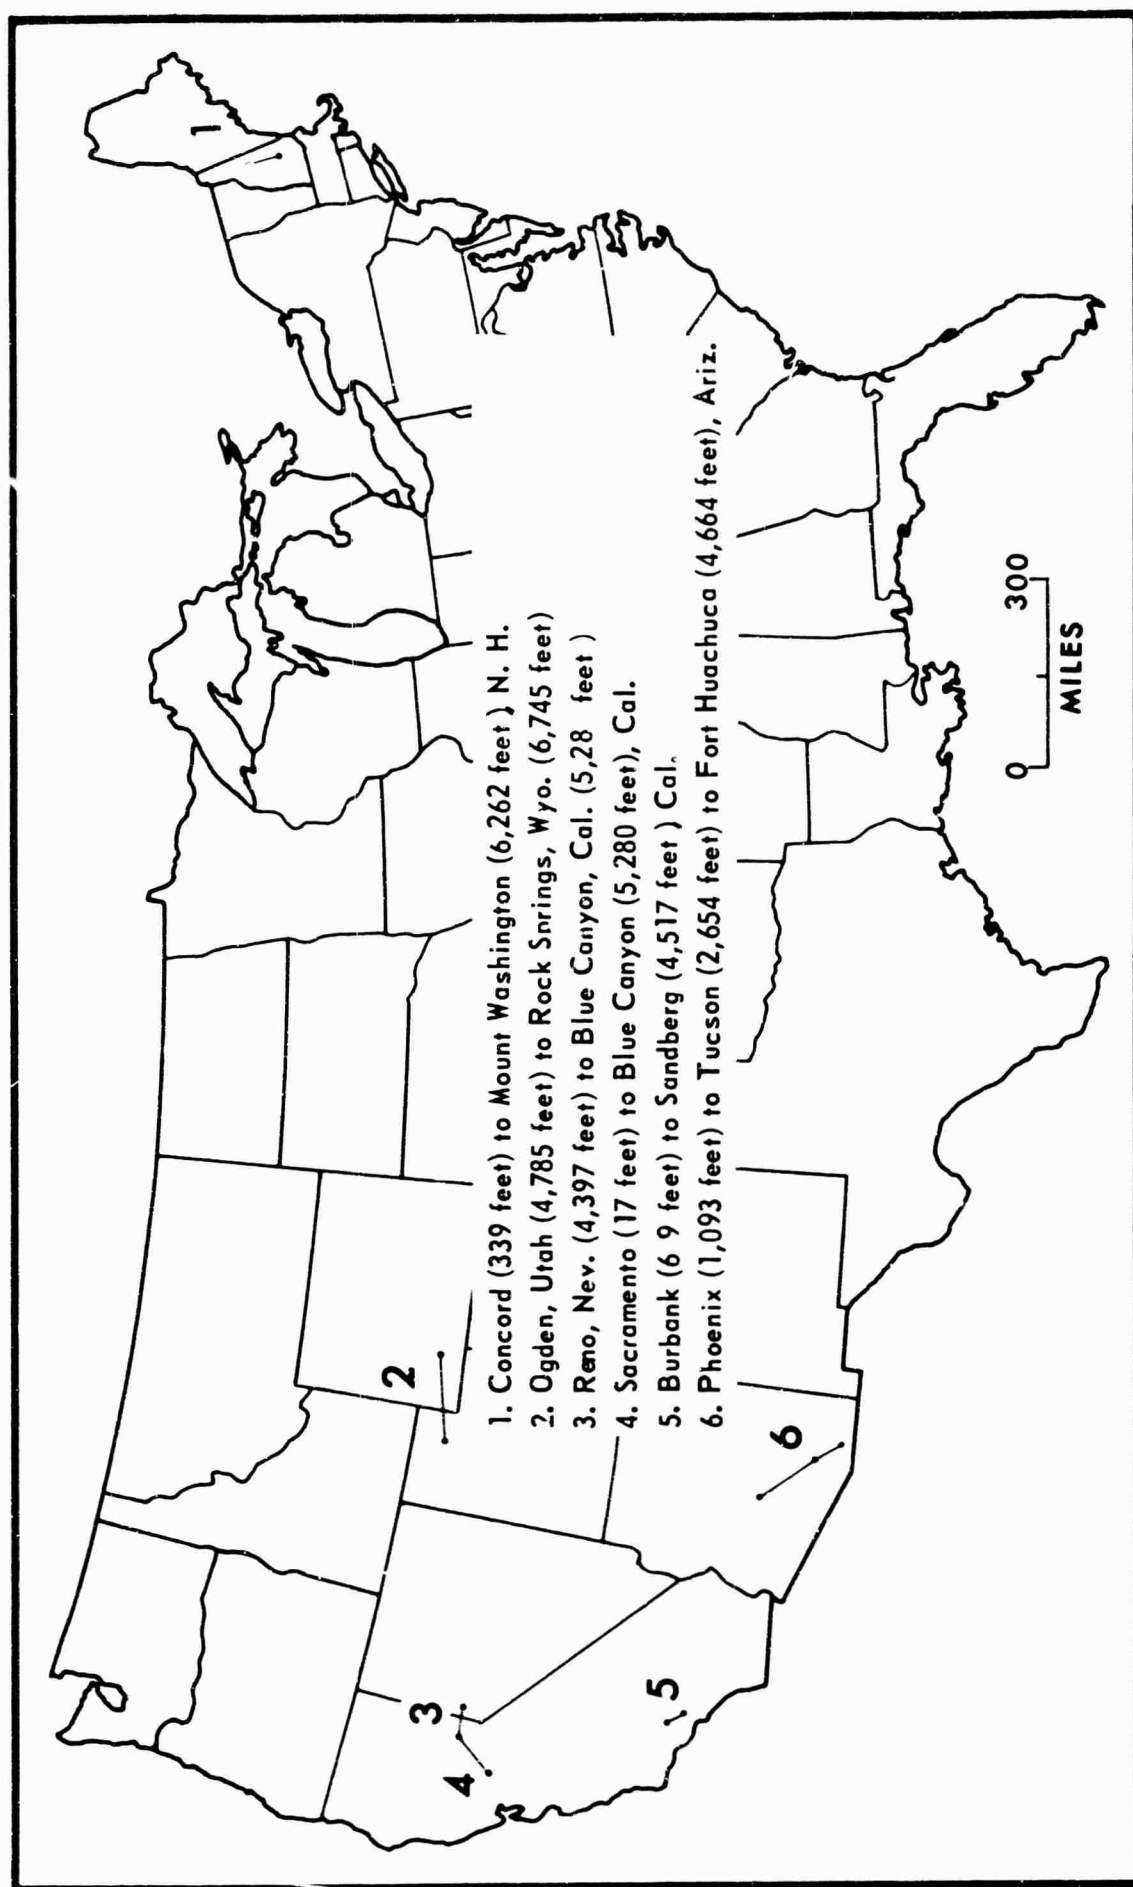 1
2
3
4
5
6
1. Concord (339 feet) to Mount Washington (6,262 feet), N. H.
2. Ogden, Utah (4,785 feet) to Rock Snrings, Wyo. (6,745 feet)
3. Reno, Nev. (4,397 feet) to Blue Canyon, Cal. (5,28 feet)
4. Sacramento (17 feet) to Blue Canyon (5,280 feet), Cal.
5. Burbank (6 9 feet) to Sandberg (4,517 feet) Cal.
6. Phoenix (1,093 feet) to Tucson (2,654 feet) to Fort Huachuca (4,664 feet), Ariz.
0 300
MILES